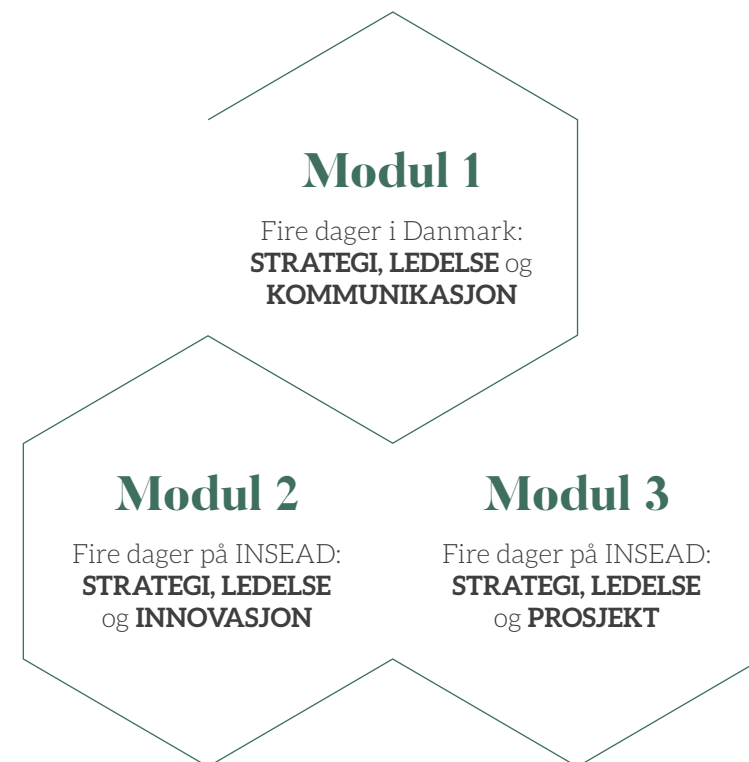 Modul 1
Fire dager i Danmark:
STRATEGI, LEDELSE og
KOMMUNIKASJON
Modul 2
Fire dager på INSEAD:
STRATEGI, LEDELSE
og INNOVASJON
Modul 3
Fire dager på INSEAD:
STRATEGI, LEDELSE
og PROSJEKT